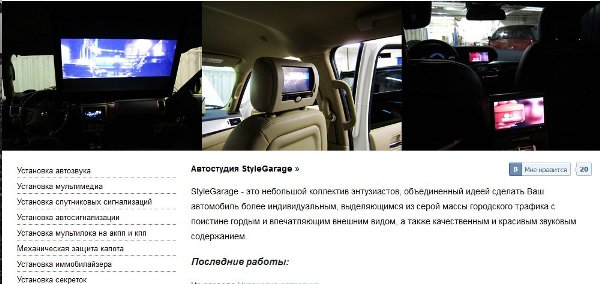 Установка автозвука
Установка мультимедиа
Установка спутниковых сигнализаций
Установка автосигнализации
Установка мультилока на акпп и кпп
Механическая защита капота
Установка иммобилайзера
Установка секреток
Автостудия StyleGarage »
В Мне нравится 20
StyleGarage - это небольшой коллектив энтузиастов, объединенный идеей сделать Ваш
автомобиль более индивидуальным, выделяющимся из серой массы городского трафика с
поистине гордым и впечатляющим внешним видом, а также качественным и красивым звуковым
содержанием.
Последние работы: